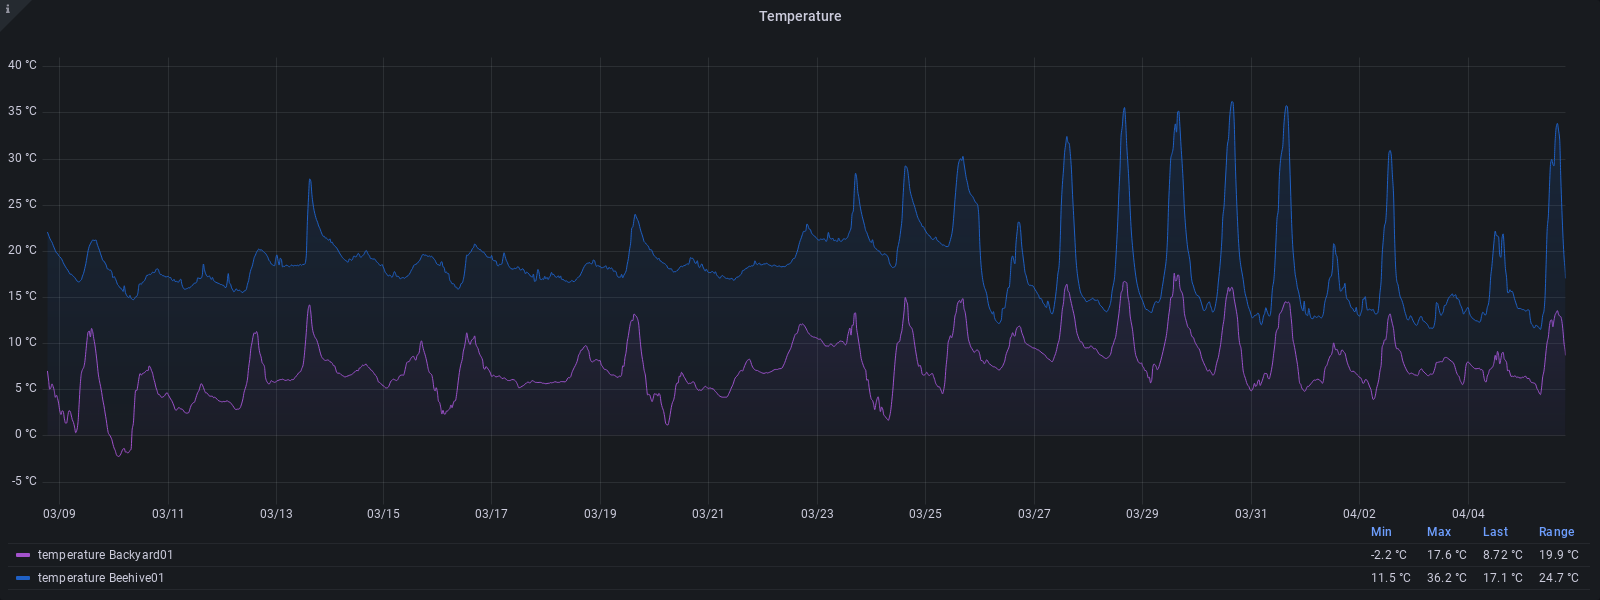 i
Temperature
40 °C
35 °C
30 °C
25 °C
20 °C
15 °C
10 °C
5 °C
0 °C
-5 °C
03/09 03/11 03/13 03/15 03/17 03/19 03/21 03/23 03/25 03/27 03/29 03/31 04/02 04/04
Min Max Last Range
temperature Backyard01 -2.2 °C 17.6 °C 8.72 °C 19.9 °C
temperature Beehive01 11.5 °C 36.2 °C 17.1 °C 24.7 °C